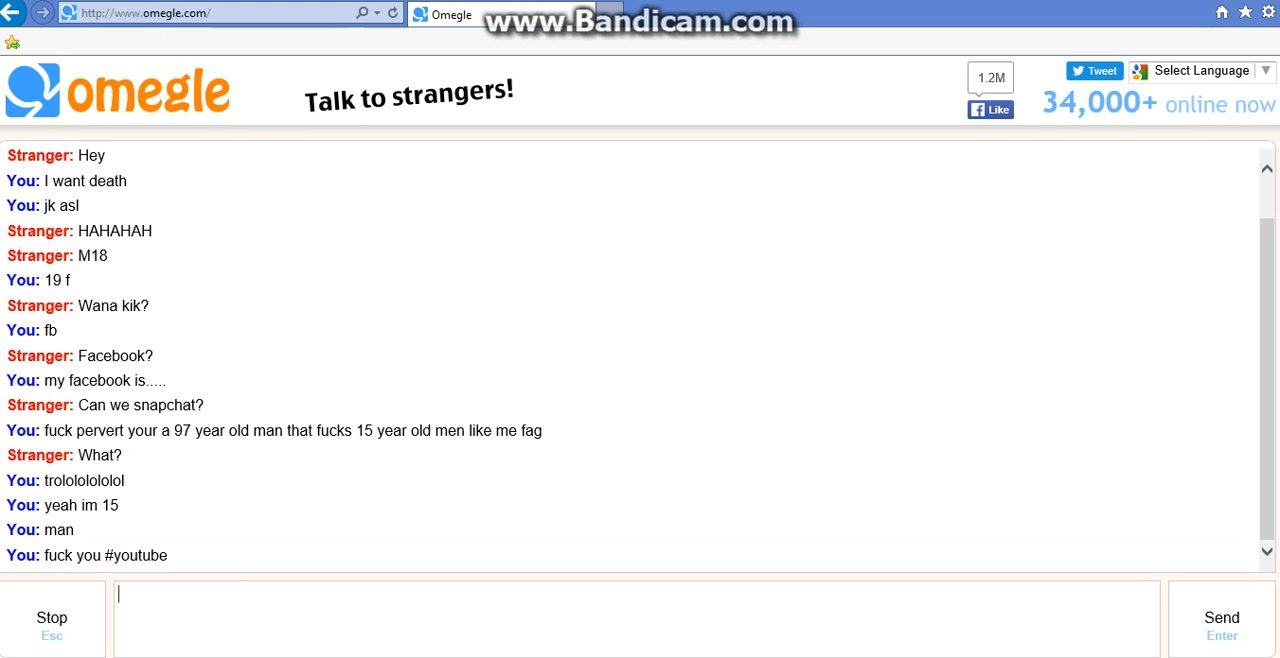 http://www.omegle.com/
Omegle
www.Bandicam.com
omegle
Talk to strangers!
1.2M
Like
Tweet
Select Language
34,000+ online now
Stranger: Hey
You: I want death
You: jk asl
Stranger: HAHAHAH
Stranger: M18
You: 19 f
Stranger: Wana kik?
You: fb
Stranger: Facebook?
You: my facebook is.....
Stranger: Can we snapchat?
You: fuck pervert your a 97 year old man that fucks 15 year old men like me fag
Stranger: What?
You: trolololololol
You: yeah im 15
You: man
You: fuck you #youtube
Stop
Esc
Send
Enter